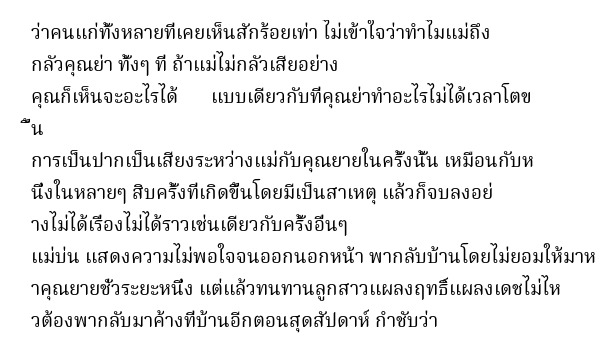 ว่าคนแก่ทั้งหลายที่เคยเห็นสักร้อยเท่า ไม่เข้าใจว่าทำไมแม่ถึง
กลัวคุณย่า ทั้งๆ ที่ ถ้าแม่ไม่กลัวเสียอย่าง
คุณก็เห็นจะอะไรได้ แบบเดียวกับที่คุณย่าทำอะไรไม่ได้เวลาโตข
ึ้น
การเป็นปากเป็นเสียงระหว่างแม่กับคุณยายในครั้งนั้น เหมือนกับห
นึ่งในหลายๆ สิบครั้งที่เกิดขึ้นโดยมีเป็นสาเหตุ แล้วก็จบลงอย่
างไม่ได้เรื่องไม่ได้ราวเช่นเดียวกับครั้งอื่นๆ
แม่บ่น แสดงความไม่พอใจจนออกนอกหน้า พากลับบ้านโดยไม่ยอมให้มาห
าคุณยายชั่วระยะหนึ่ง แต่แล้วทนทานลูกสาวแผลงฤทธิ์แผลงเดชไม่ไห
วต้องพากลับมาค้างที่บ้านอีกตอนสุดสัปดาห์ กำชับว่า